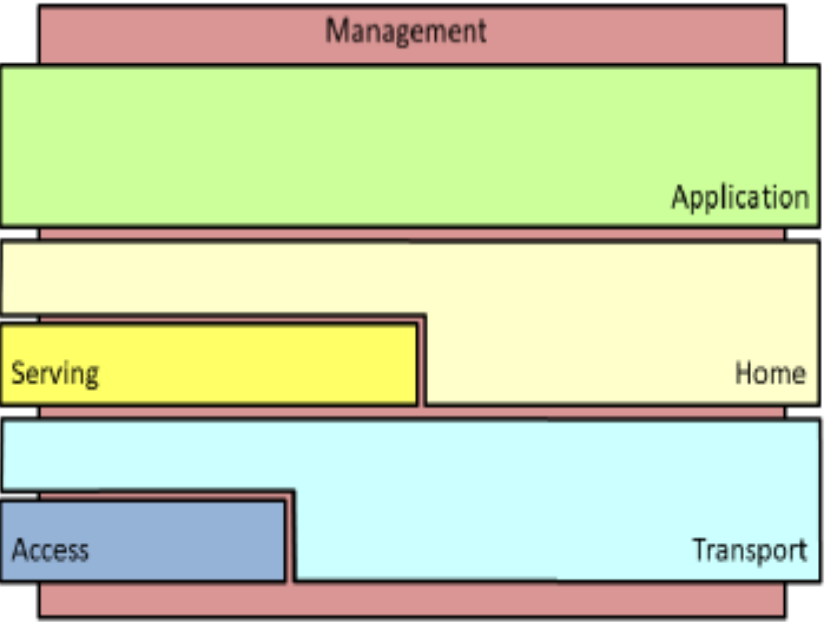 Management
Application
Serving
Home
Access
Transport